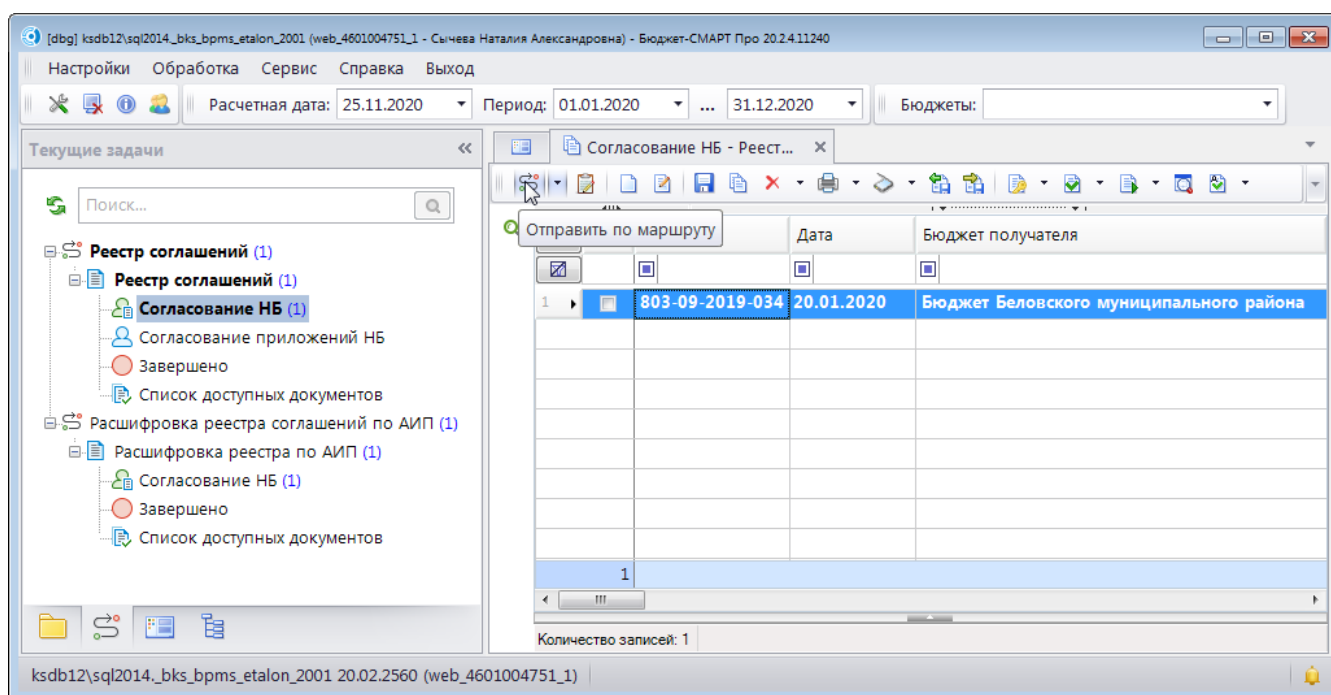 [dbg] ksdb12\sql2014._bks_bpms_etalon_2001 (web_4601004751_1 - Сычева Наталия Александровна) - Бюджет-СМАРТ Про 20.2.4.11240
Настройки Обработка Сервис Справка Выход
Расчетная дата: 25.11.2020 Период: 01.01.2020 ... 31.12.2020 Бюджеты:
Текущие задачи
Согласование НБ - Реест...
Поиск...
Отправить по маршруту
Дата Бюджет получателя
Реестр соглашений (1)
Реестр соглашений (1)
Согласование НБ (1)
1 803-09-2019-034 20.01.2020 Бюджет Беловского муниципального района
Согласование приложений НБ
Завершено
Список доступных документов
Расшифровка реестра соглашений по АИП (1)
Расшифровка реестра по АИП (1)
Согласование НБ (1)
Завершено
Список доступных документов
1
Количество записей: 1
ksdb12\sql2014._bks_bpms_etalon_2001 20.02.2560 (web_4601004751_1)